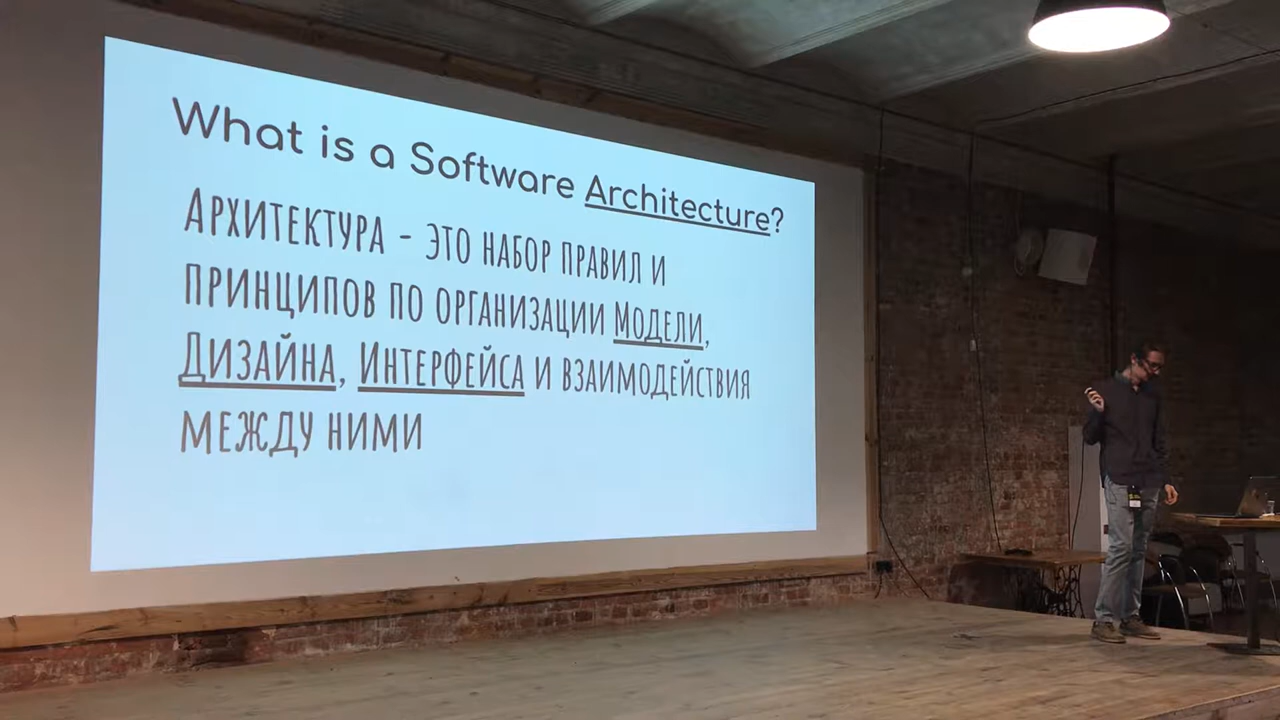 What is a Software Architecture?
Архитектура - это набор правил и
принципов по организации Модели,
Дизайна, Интерфейса и взаимодействия
между ними